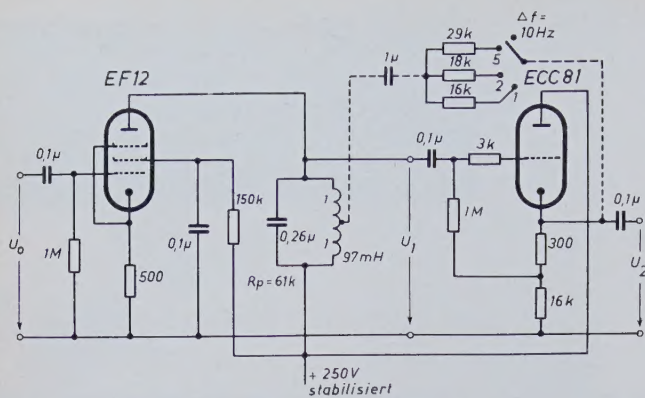 Δf =
10Hz
29k
5
1μ
18k
2
16k
1
EF12
ECC81
0,1μ
0,1μ
3k
0,1μ
150k
1
1
0,26μ
97mH
Rp=61k
U₁
1M
300
U₂
U₀
1M
500
0,1μ
16k
+ 250V
stabilisiert